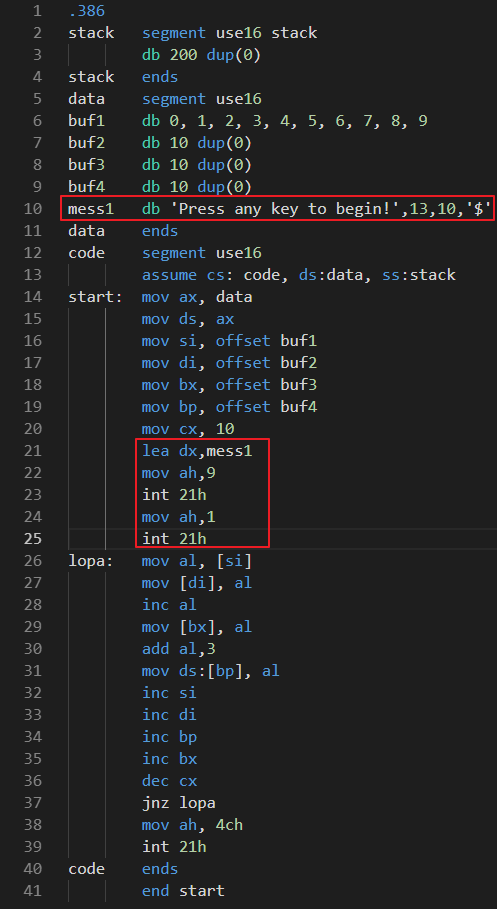 1 .386
2 stack segment use16 stack
3 db 200 dup(0)
4 stack ends
5 data segment use16
6 buf1 db 0, 1, 2, 3, 4, 5, 6, 7, 8, 9
7 buf2 db 10 dup(0)
8 buf3 db 10 dup(0)
9 buf4 db 10 dup(0)
10 mess1 db 'Press any key to begin!',13,10,'$'
11 data ends
12 code segment use16
13 assume cs: code, ds:data, ss:stack
14 start: mov ax, data
15 mov ds, ax
16 mov si, offset buf1
17 mov di, offset buf2
18 mov bx, offset buf3
19 mov bp, offset buf4
20 mov cx, 10
21 lea dx,mess1
22 mov ah,9
23 int 21h
24 mov ah,1
25 int 21h
26 lopa: mov al, [si]
27 mov [di], al
28 inc al
29 mov [bx], al
30 add al,3
31 mov ds:[bp], al
32 inc si
33 inc di
34 inc bp
35 inc bx
36 dec cx
37 jnz lopa
38 mov ah, 4ch
39 int 21h
40 code ends
41 end start